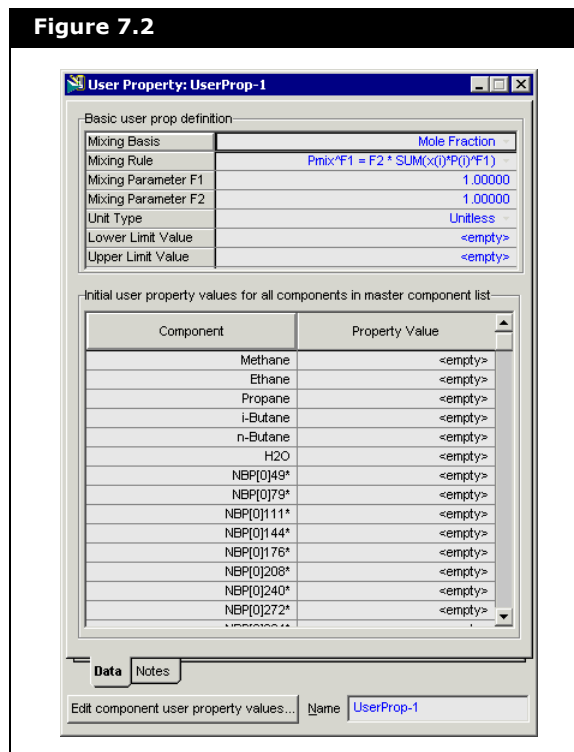 Figure 7.2
User Property: UserProp-1
Basic user prop definition
Mixing Basis Mole Fraction
Mixing Rule Pmix^F1 = F2 * SUM(x(i)*P(i)^F1)
Mixing Parameter F1 1.00000
Mixing Parameter F2 1.00000
Unit Type Unitless
Lower Limit Value <empty>
Upper Limit Value <empty>
Initial user property values for all components in master component list
Component Property Value
Methane <empty>
Ethane <empty>
Propane <empty>
i-Butane <empty>
n-Butane <empty>
H2O <empty>
NBP[0]49* <empty>
NBP[0]79* <empty>
NBP[0]111* <empty>
NBP[0]144* <empty>
NBP[0]176* <empty>
NBP[0]208* <empty>
NBP[0]240* <empty>
NBP[0]272* <empty>
Data Notes
Edit component user property values... Name UserProp-1